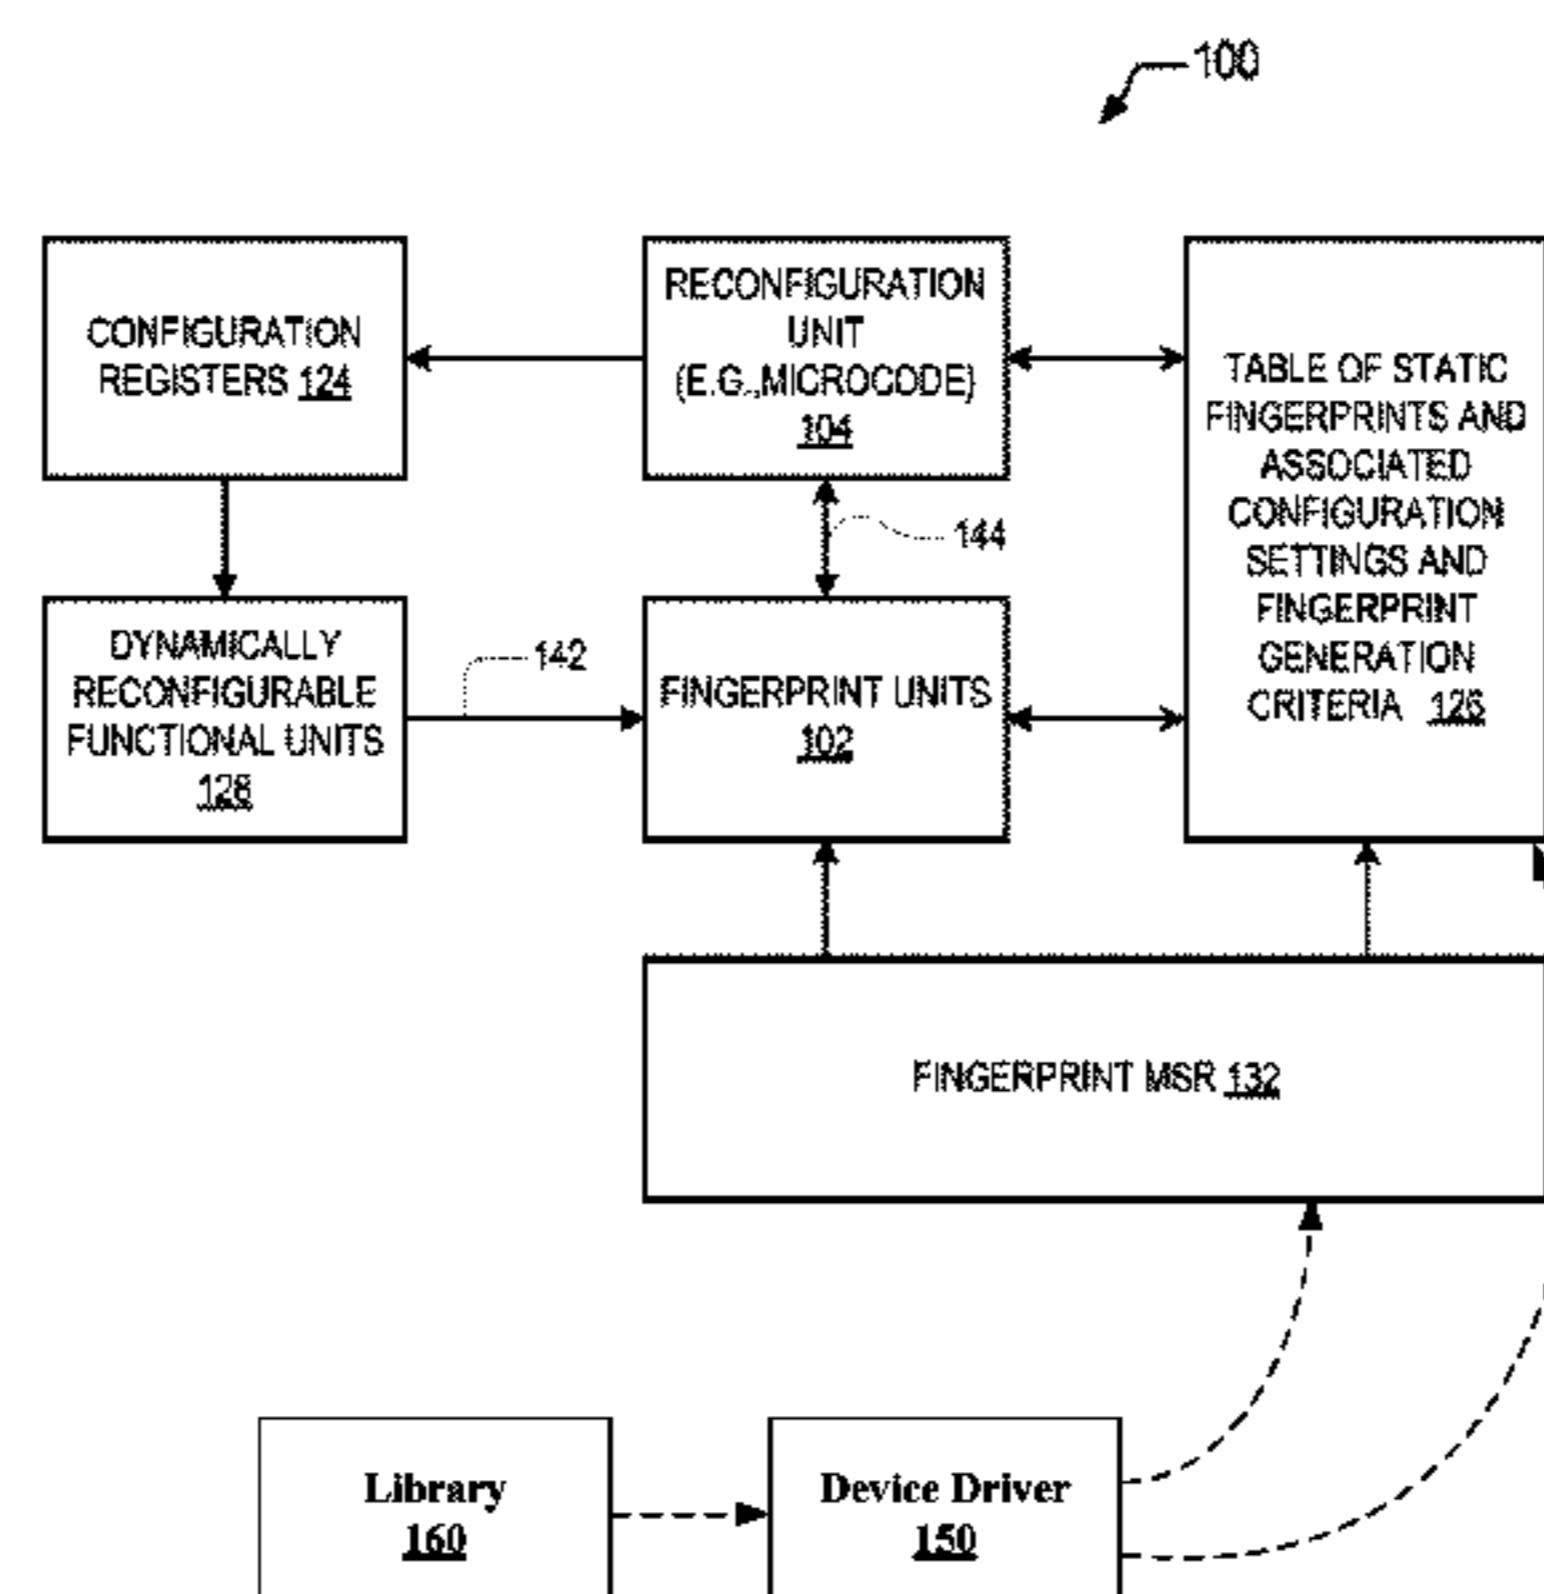 100
CONFIGURATION
REGISTERS 124
RECONFIGURATION
UNIT
(E.G.,MICROCODE)
104
TABLE OF STATIC
FINGERPRINTS AND
ASSOCIATED
CONFIGURATION
SETTINGS AND
FINGERPRINT
GENERATION
CRITERIA 126
144
DYNAMICALLY
RECONFIGURABLE
FUNCTIONAL UNITS
128
142
FINGERPRINT UNITS
102
FINGERPRINT MSR 132
Library
160
Device Driver
150